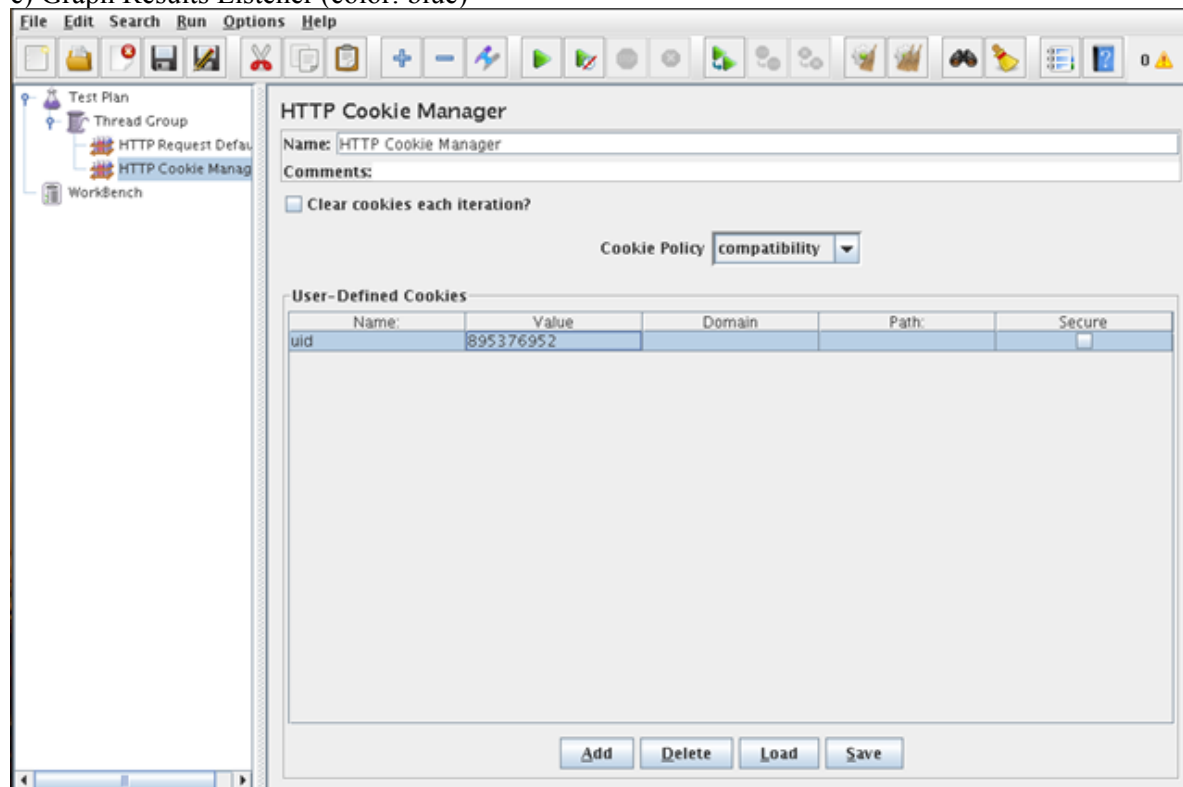 e) Graph Results Listener (color: blue)
File Edit Search Run Options Help
0
Test Plan
Thread Group
HTTP Request Defau
HTTP Cookie Manag
WorkBench
HTTP Cookie Manager
Name: HTTP Cookie Manager
Comments:
Clear cookies each iteration?
Cookie Policy compatibility
User-Defined Cookies
Name: Value Domain Path: Secure
uid 895376952
Add Delete Load Save